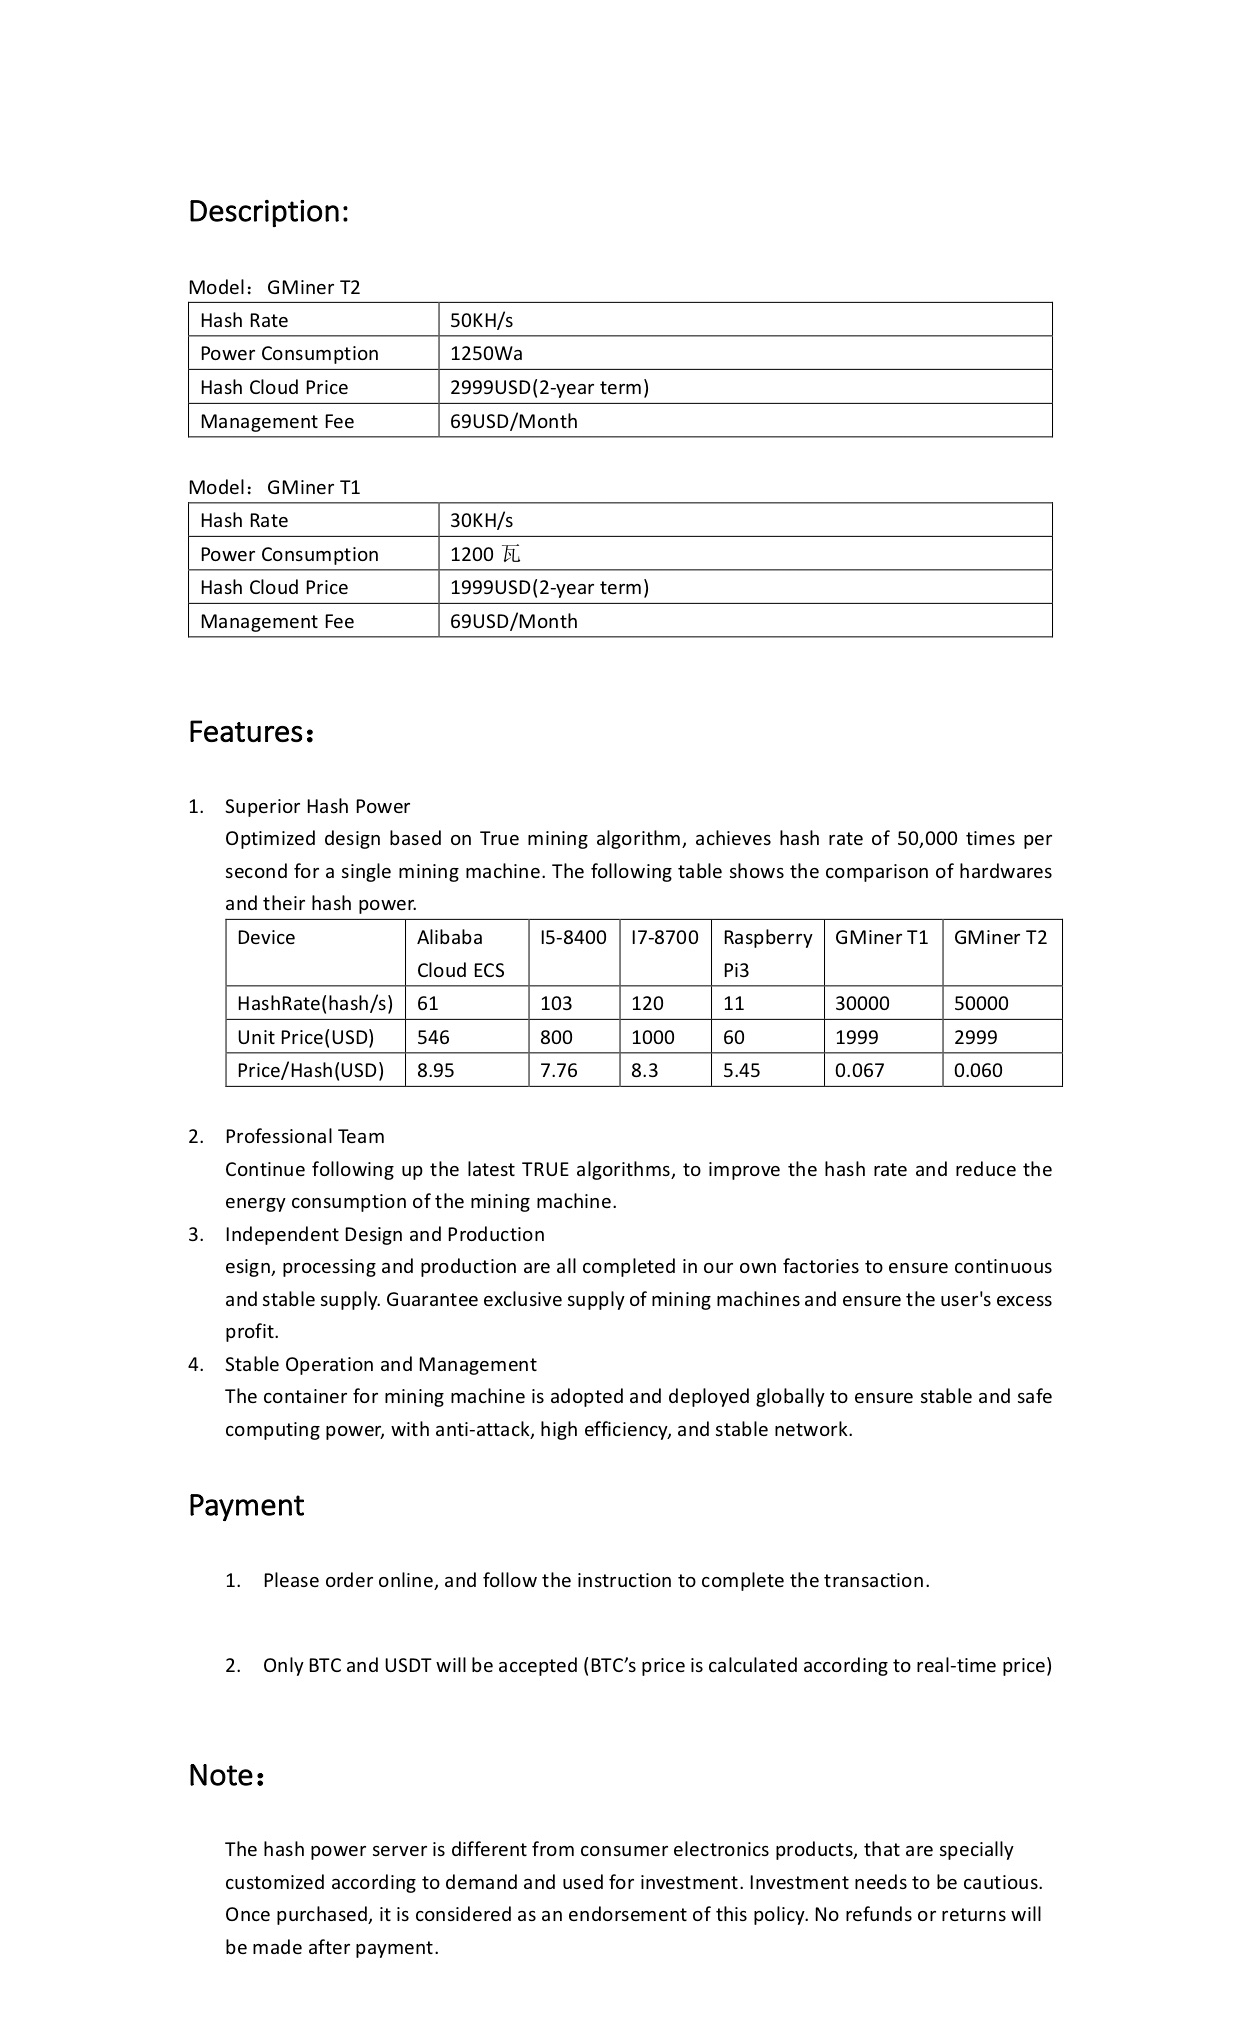 Description:
Model：GMiner T2
Hash Rate 50KH/s
Power Consumption 1250Wa
Hash Cloud Price 2999USD(2-year term)
Management Fee 69USD/Month
Model：GMiner T1
Hash Rate 30KH/s
Power Consumption 1200 瓦
Hash Cloud Price 1999USD(2-year term)
Management Fee 69USD/Month
Features：
1. Superior Hash Power
Optimized design based on True mining algorithm, achieves hash rate of 50,000 times per
second for a single mining machine. The following table shows the comparison of hardwares
and their hash power.
Device Alibaba I5-8400 I7-8700 Raspberry GMiner T1 GMiner T2
Cloud ECS Pi3
HashRate(hash/s) 61 103 120 11 30000 50000
Unit Price(USD) 546 800 1000 60 1999 2999
Price/Hash(USD) 8.95 7.76 8.3 5.45 0.067 0.060
2. Professional Team
Continue following up the latest TRUE algorithms, to improve the hash rate and reduce the
energy consumption of the mining machine.
3. Independent Design and Production
esign, processing and production are all completed in our own factories to ensure continuous
and stable supply. Guarantee exclusive supply of mining machines and ensure the user's excess
profit.
4. Stable Operation and Management
The container for mining machine is adopted and deployed globally to ensure stable and safe
computing power, with anti-attack, high efficiency, and stable network.
Payment
1. Please order online, and follow the instruction to complete the transaction.
2. Only BTC and USDT will be accepted (BTC’s price is calculated according to real-time price)
Note：
The hash power server is different from consumer electronics products, that are specially
customized according to demand and used for investment. Investment needs to be cautious.
Once purchased, it is considered as an endorsement of this policy. No refunds or returns will
be made after payment.